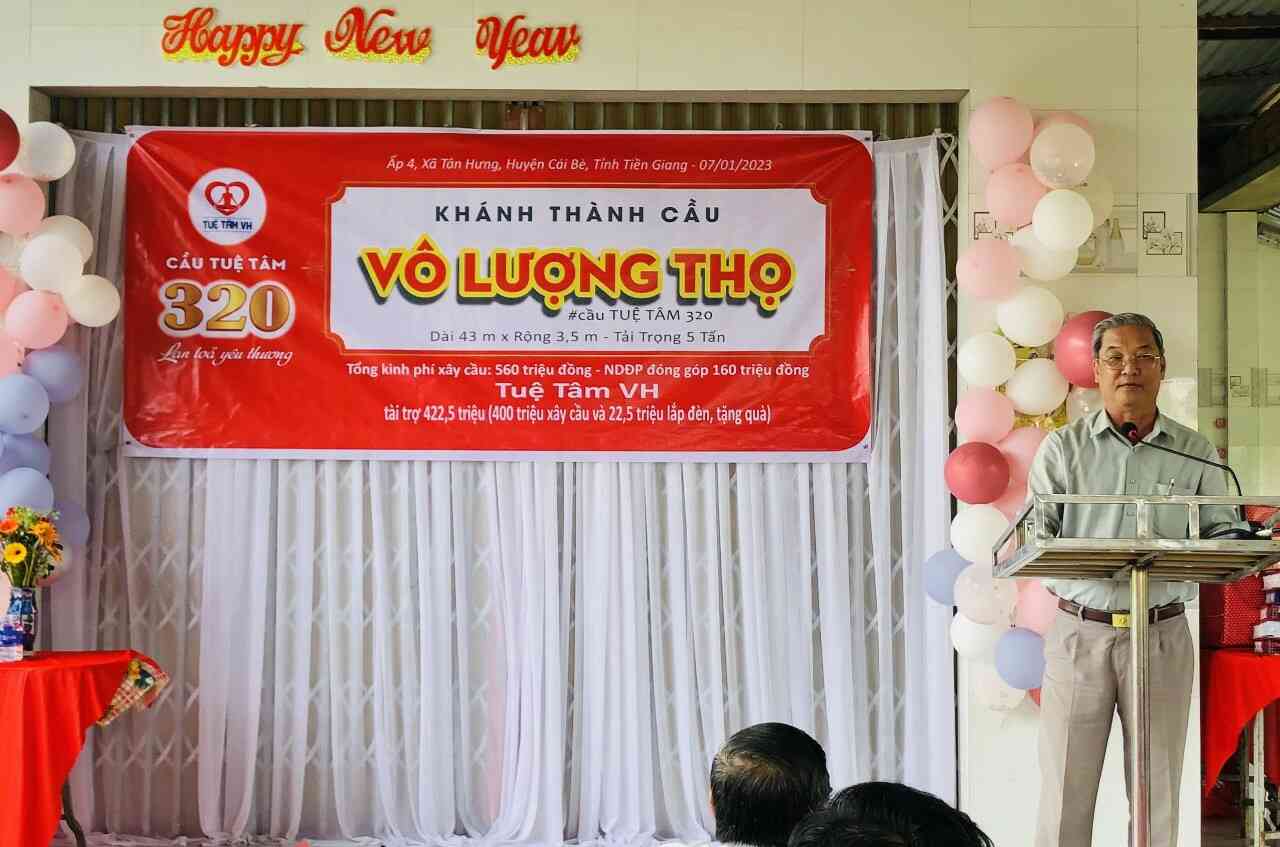 Happy New Year
Ấp 4, Xã Tân Hưng, Huyện Cái Bè, Tỉnh Tiền Giang - 07/01/2023
TUỆ TÂM VH
CẦU TUỆ TÂM
320
Lan toả yêu thương
KHÁNH THÀNH CẦU
VÔ LƯỢNG THỌ
#cầu TUỆ TÂM 320
Dài 43 m x Rộng 3,5 m - Tải Trọng 5 Tấn
Tổng kinh phí xây cầu: 560 triệu đồng - NDĐP đóng góp 160 triệu đồng
Tuệ Tâm VH
tài trợ 422,5 triệu (400 triệu xây cầu và 22,5 triệu lắp đèn, tặng quà)